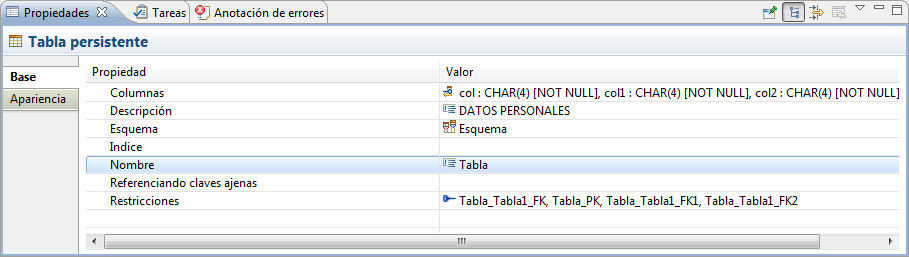 Propiedades Tareas Anotación de errores
Tabla persistente
Base
Apariencia
Propiedad Valor
Columnas col : CHAR(4) [NOT NULL], col1 : CHAR(4) [NOT NULL], col2 : CHAR(4) [NOT NULL]
Descripción DATOS PERSONALES
Esquema Esquema
Indice
Nombre Tabla
Referenciando claves ajenas
Restricciones Tabla_Tabla1_FK, Tabla_PK, Tabla_Tabla1_FK1, Tabla_Tabla1_FK2